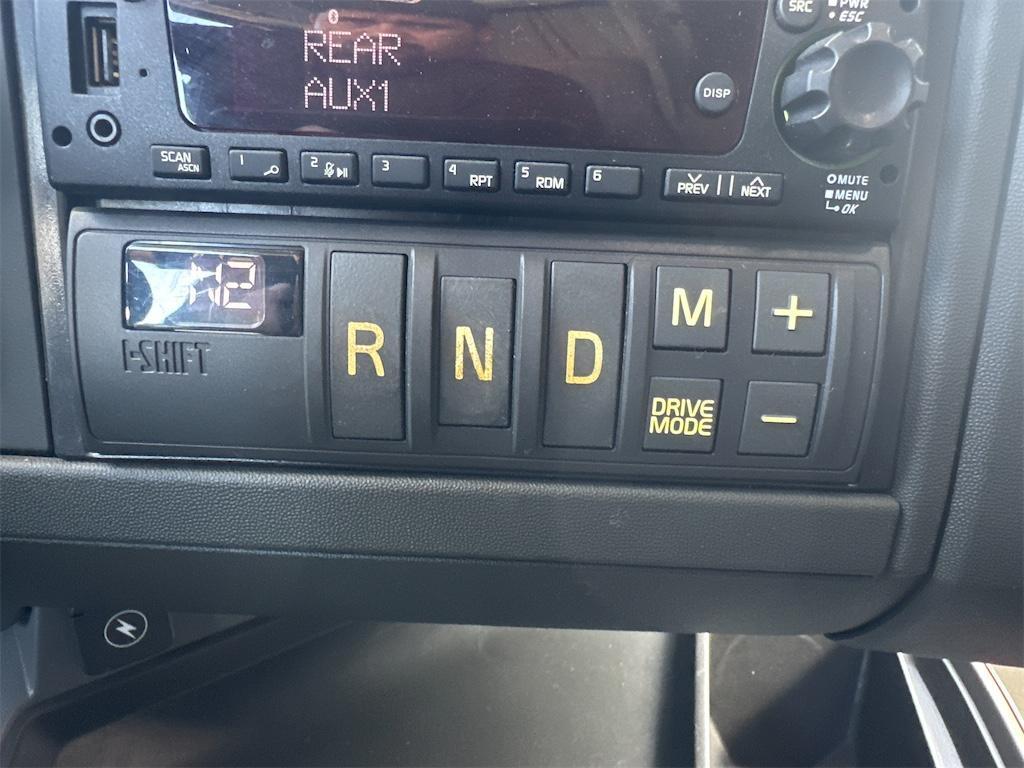 SRC
PWR
ESC
REAR
AUX1
DISP
SCAN
ASCN
1
2
3
4 RPT
5 RDM
6
PREV
NEXT
MUTE
MENU
OK
I-SHIFT
R
N
D
M
+
DRIVE
MODE
−